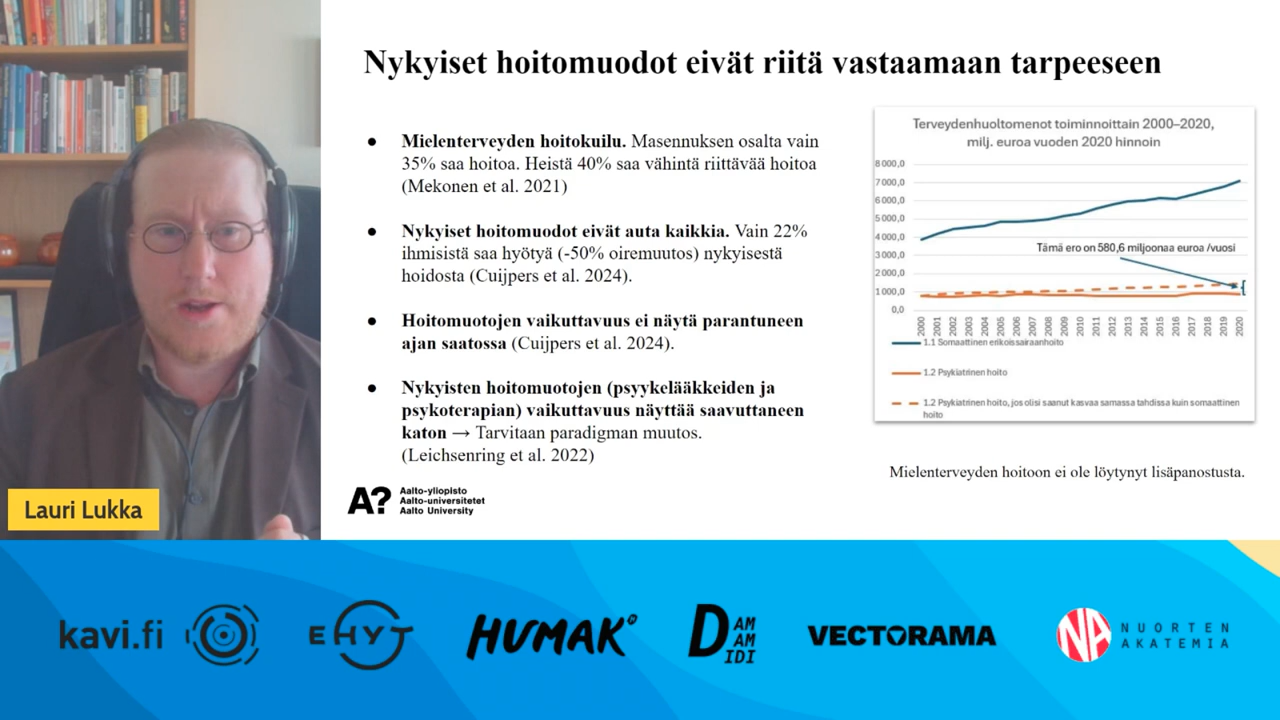 Nykyiset hoitomuodot eivät riitä vastaamaan tarpeeseen
● Mielenterveyden hoitokuilu. Masennuksen osalta vain
35% saa hoitoa. Heistä 40% saa vähintä riittävää hoitoa
(Mekonen et al. 2021)
● Nykyiset hoitomuodot eivät auta kaikkia. Vain 22%
ihmisistä saa hyötyä (-50% oiremuutos) nykyisestä
hoidosta (Cuijpers et al. 2024).
● Hoitomuotojen vaikuttavuus ei näytä parantuneen
ajan saatossa (Cuijpers et al. 2024).
● Nykyisten hoitomuotojen (psyykelääkkeiden ja
psykoterapian) vaikuttavuus näyttää saavuttaneen
katon → Tarvitaan paradigman muutos.
(Leichsenring et al. 2022)
Terveydenhuoltomenot toiminnoittain 2000–2020,
milj. euroa vuoden 2020 hinnoin
8000,0
7000,0
6000,0
5000,0
4000,0
3000,0
2000,0
1000,0
0,0
Tämä ero on 580,6 miljoonaa euroa /vuosi
2000 2001 2002 2003 2004 2005 2006 2007 2008 2009 2010 2011 2012 2013 2014 2015 2016 2017 2018 2019 2020
1.1 Somaattinen erikoissairaanhoito
1.2 Psykiatrinen hoito
1.2 Psykiatrinen hoito, jos olisi saanut kasvaa samassa tahdissa kuin somaattinen
hoito
Mielenterveyden hoitoon ei ole löytynyt lisäpanostusta.
A?
Aalto-yliopisto
Aalto-universitetet
Aalto University
Lauri Lukka
kavi.fi
EHYT
HUMAK
DAMAMIDI
VECTORAMA
NA NUORTEN
AKATEMIA